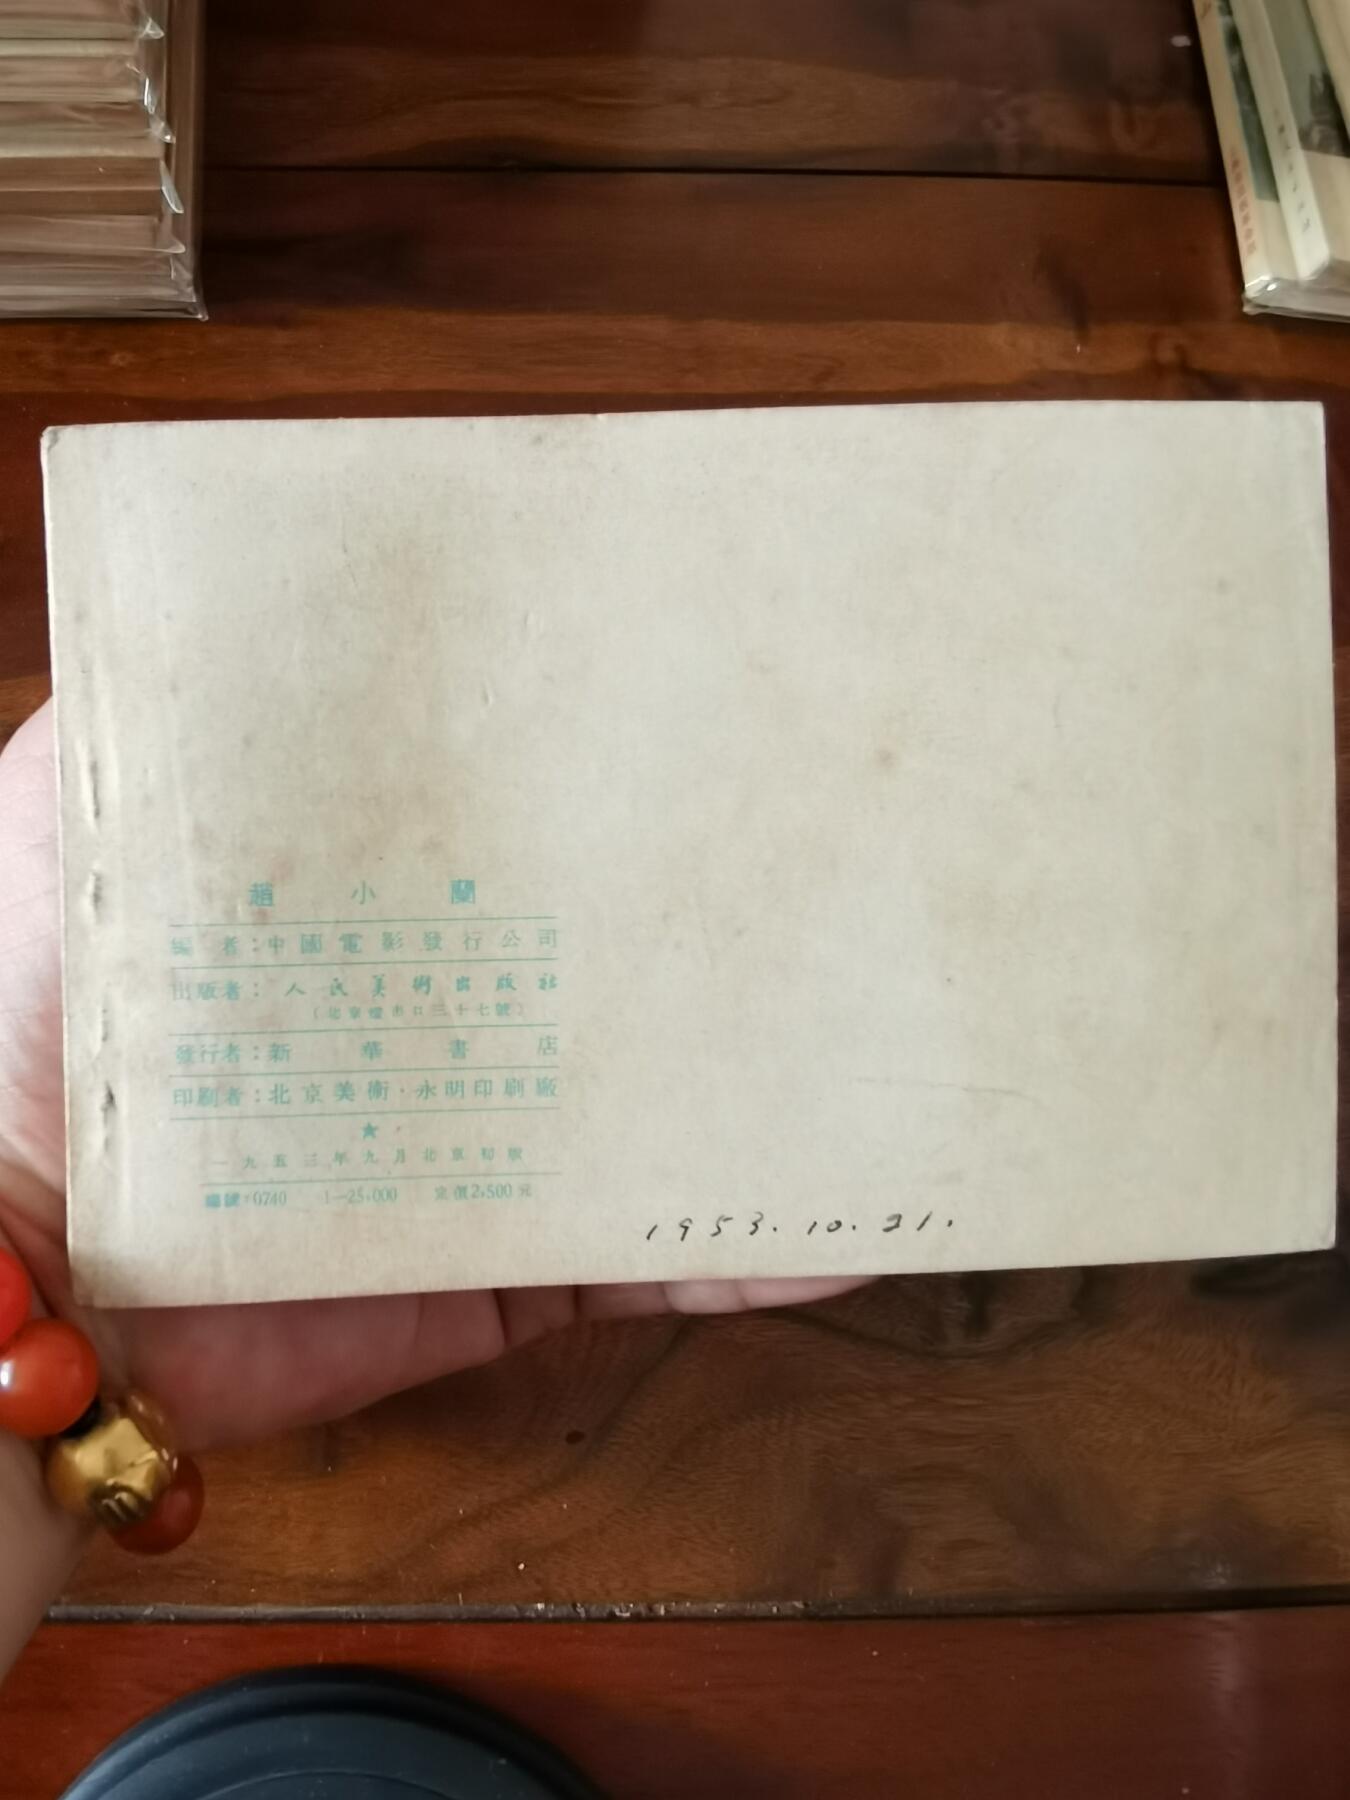 趙小蘭
編者：中國電影發行公司
出版者：人民美術出版社
（北京燈市口三十七號）
發行者：新華書店
印刷者：北京美術·永明印刷廠
★
一九五三年九月北京初版
編號：0740 1—25,000 定價2,500元
1953.10.21.